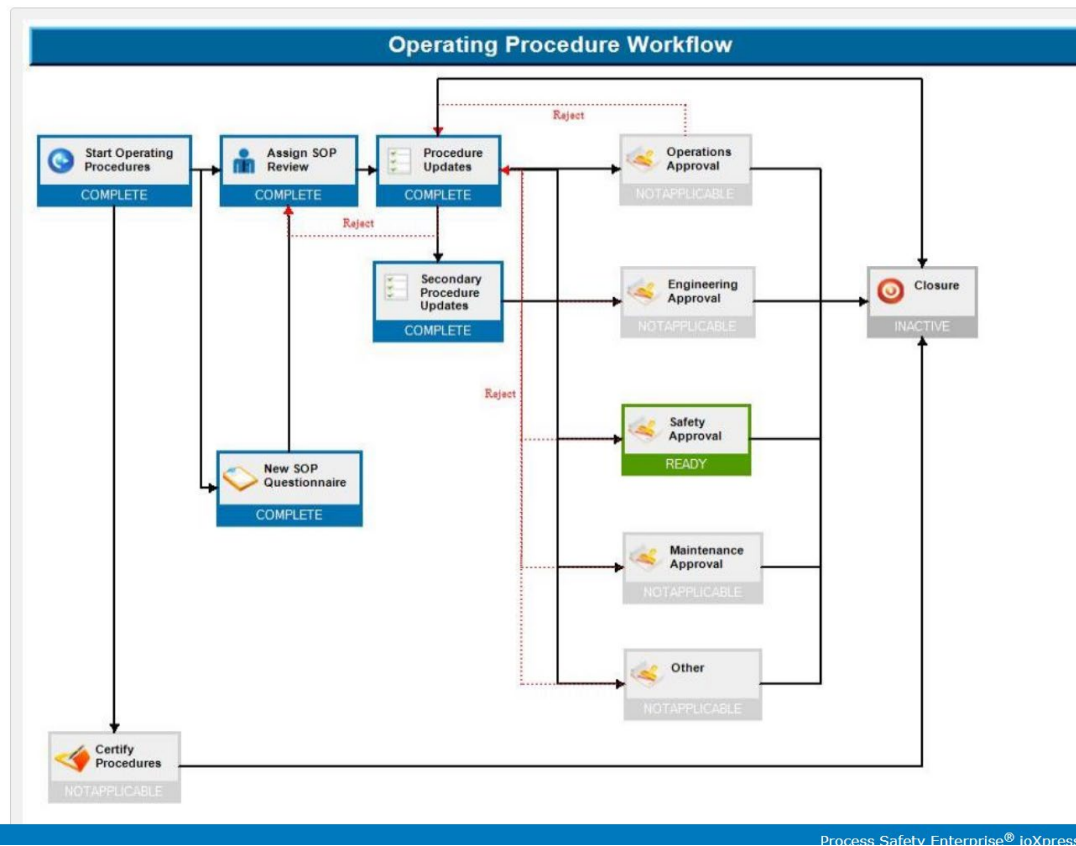 Operating Procedure Workflow
Reject
Start Operating
Procedures
COMPLETE
Assign SOP
Review
COMPLETE
Procedure
Updates
COMPLETE
Operations
Approval
NOTAPPLICABLE
Reject
Secondary
Procedure
Updates
COMPLETE
Engineering
Approval
NOTAPPLICABLE
Closure
INACTIVE
Reject
Safety
Approval
READY
New SOP
Questionnaire
COMPLETE
Maintenance
Approval
NOTAPPLICABLE
Other
NOTAPPLICABLE
Certify
Procedures
NOTAPPLICABLE
Process Safety Enterprise® ioXpress